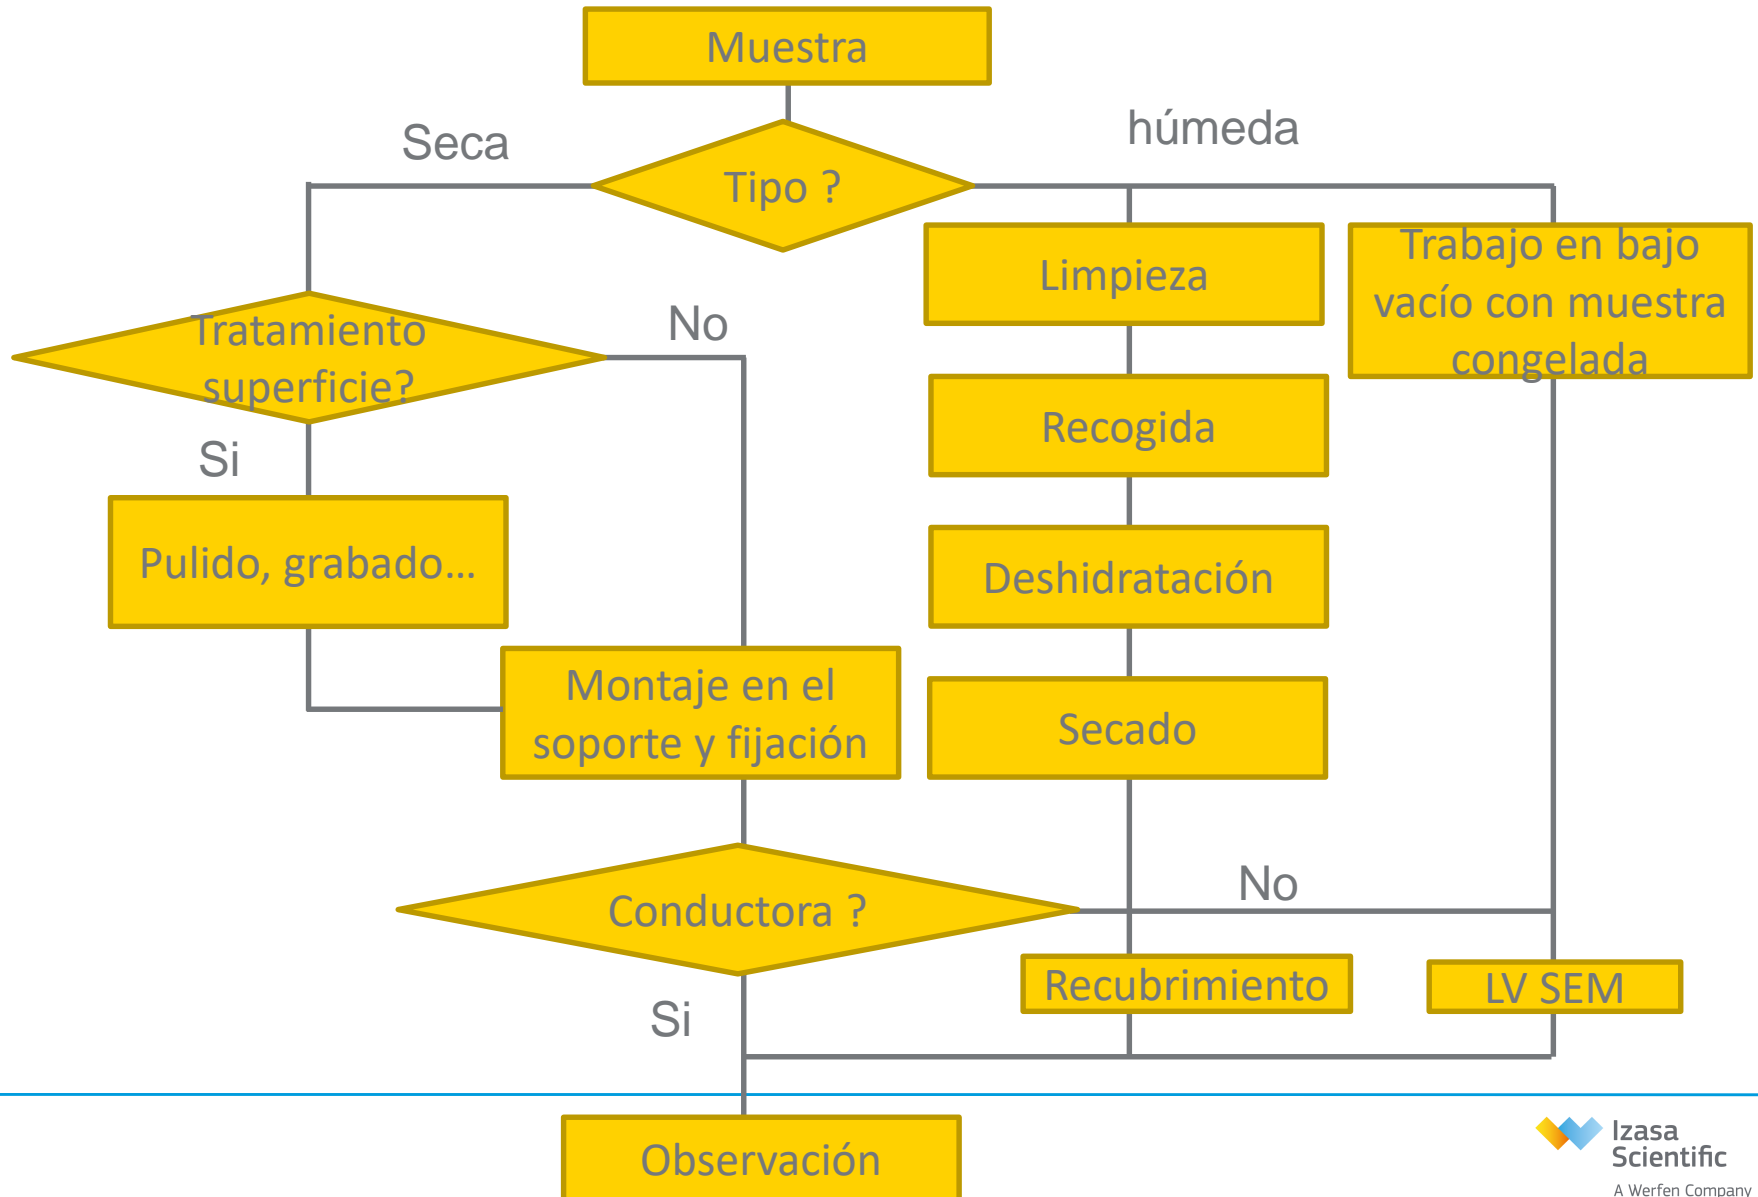 Muestra
Seca
húmeda
Tipo ?
Limpieza
Trabajo en bajo
vacío con muestra
congelada
Tratamiento
superficie?
No
Recogida
Si
Pulido, grabado...
Deshidratación
Montaje en el
soporte y fijación
Secado
Conductora ?
No
Recubrimiento
LV SEM
Si
Observación
Izasa
Scientific
A Werfen Company